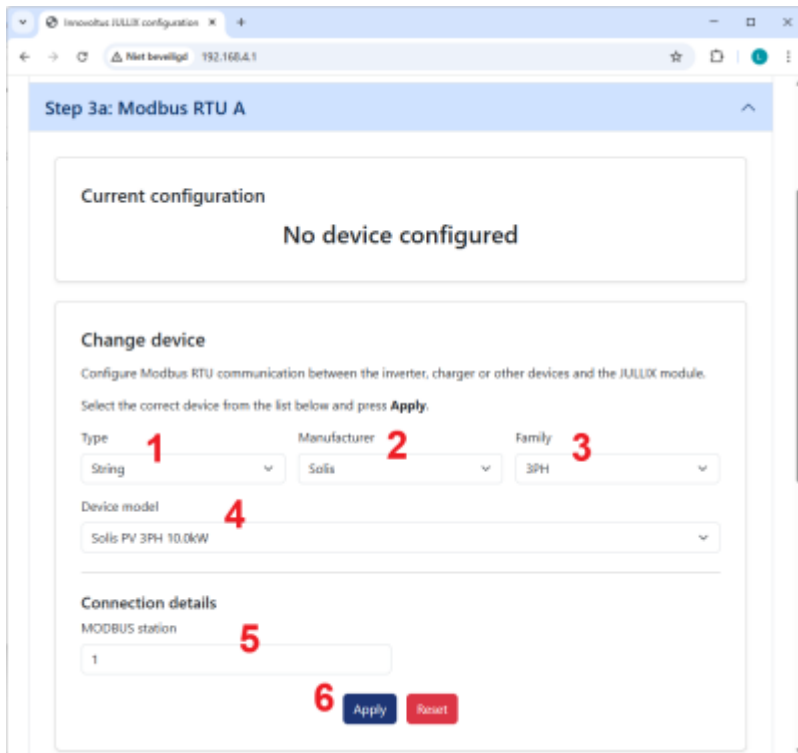 Innovoltus JULLIX configuration
Niet beveiligd 192.168.4.1
L
Step 3a: Modbus RTU A
Current configuration
No device configured
Change device
Configure Modbus RTU communication between the inverter, charger or other devices and the JULLIX module.
Select the correct device from the list below and press Apply.
Type 1 Manufacturer 2 Family 3
String Solis 3PH
Device model 4
Solis PV 3PH 10.0kW
Connection details
MODBUS station 5
1
6 Apply Reset